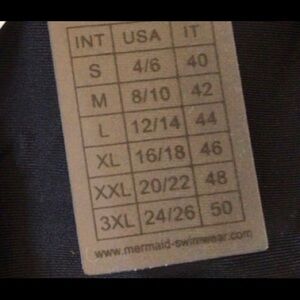 INT USA IT
S 4/6 40
M 8/10 42
L 12/14 44
XL 16/18 46
XXL 20/22 48
3XL 24/26 50
www.mermaid-swimwear.com